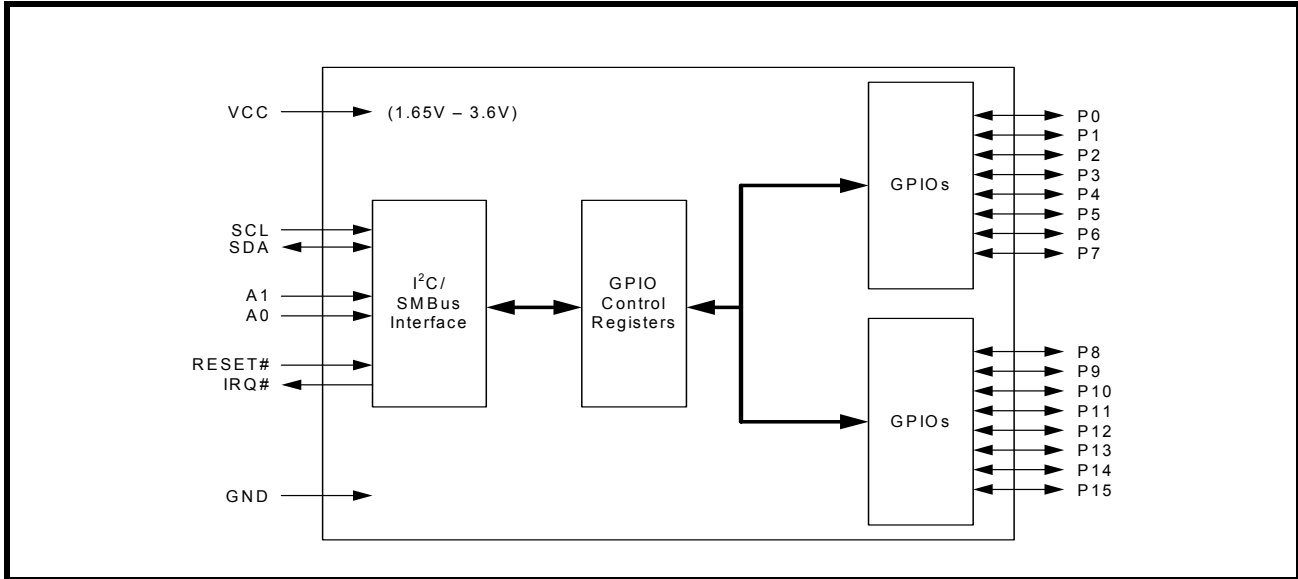 VCC
(1.65V – 3.6V)
SCL
SDA
A1
A0
RESET#
IRQ#
GND
I²C/
SMBus
Interface
GPIO
Control
Registers
GPIOs
P0
P1
P2
P3
P4
P5
P6
P7
GPIOs
P8
P9
P10
P11
P12
P13
P14
P15